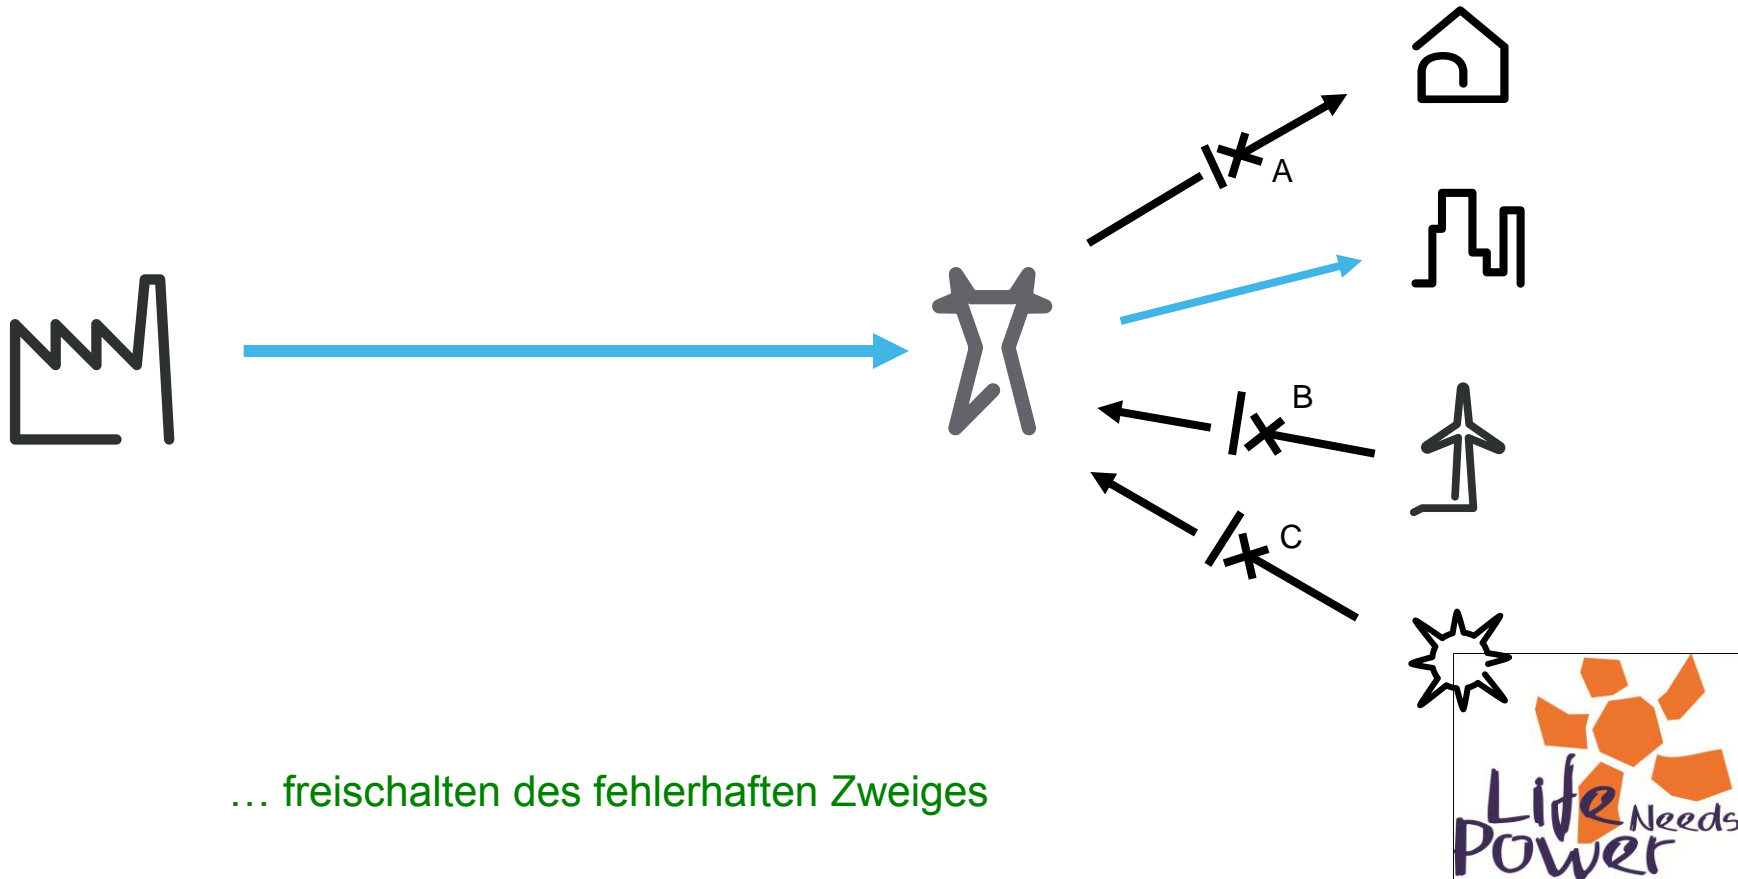 A
B
C
… freischalten des fehlerhaften Zweiges
Life Needs
Power